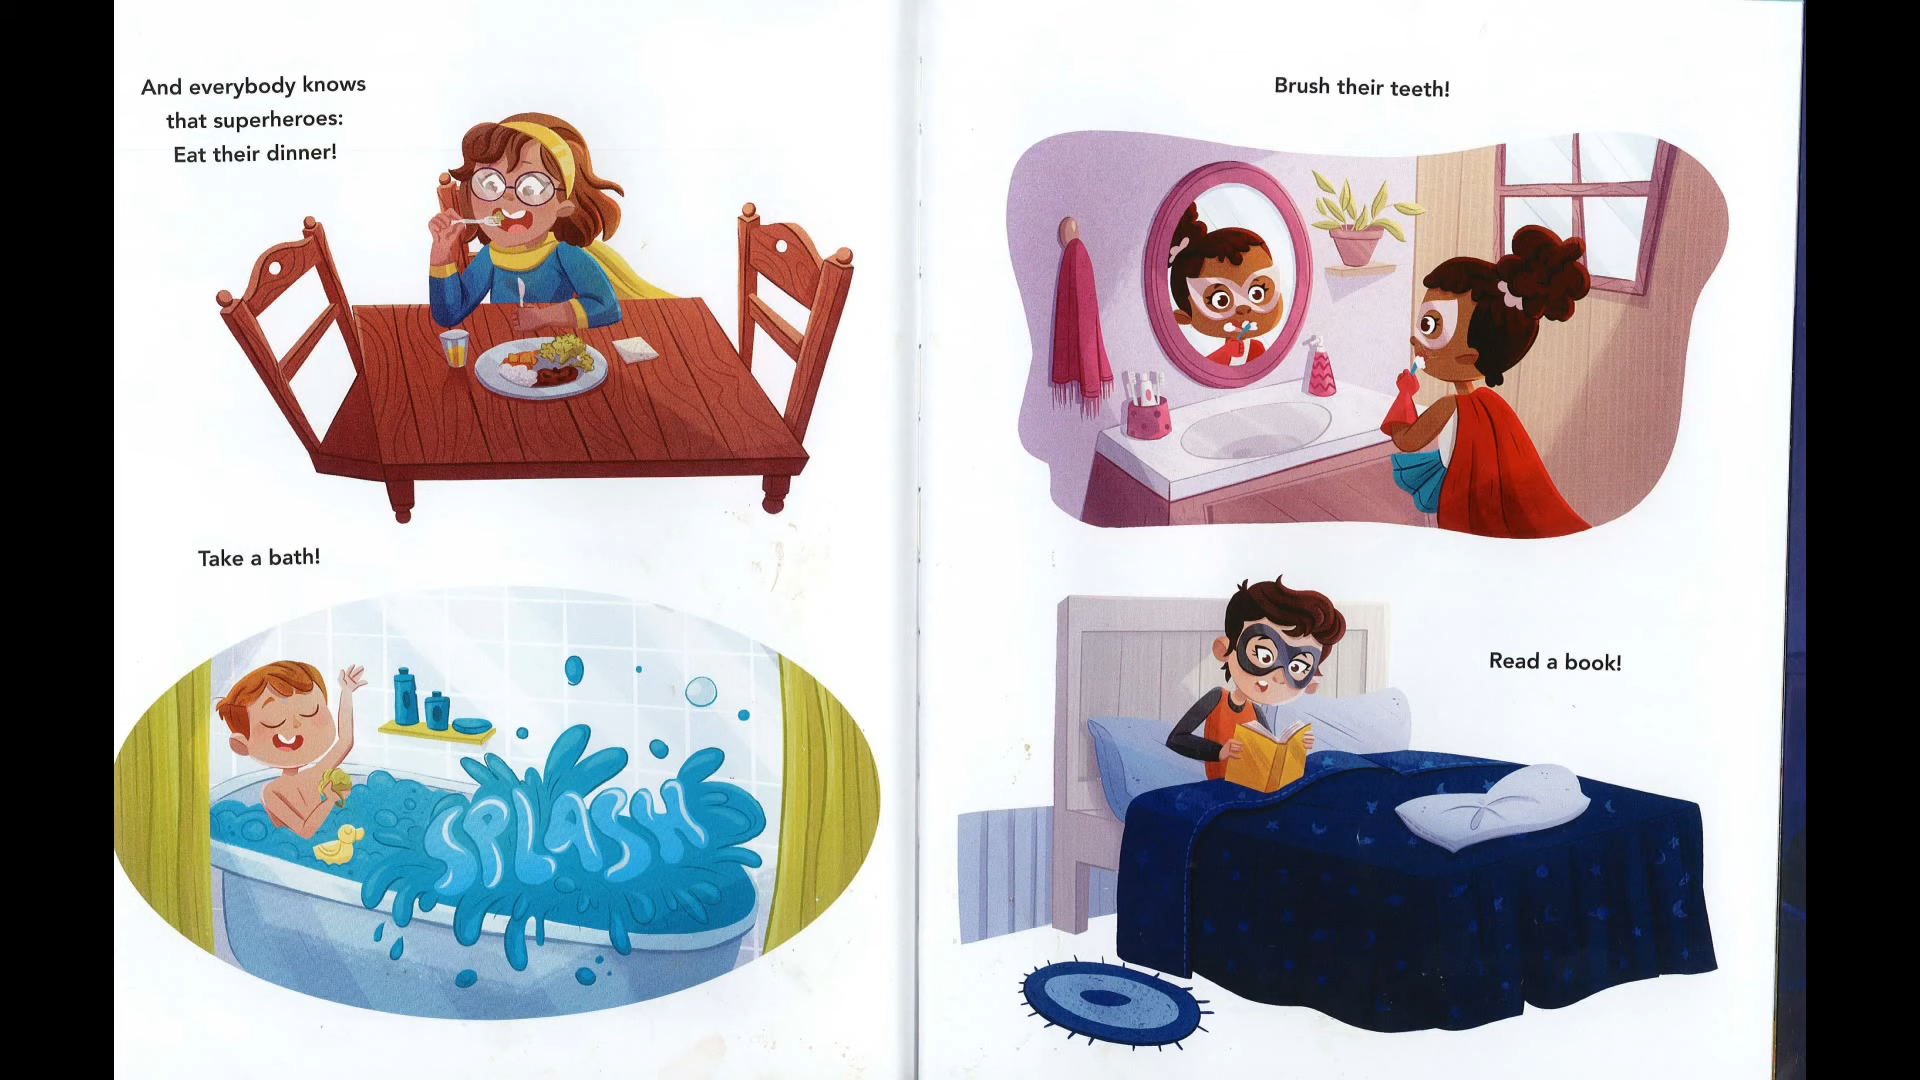 And everybody knows
that superheroes:
Eat their dinner!
Take a bath!
SPLASH
Brush their teeth!
Read a book!